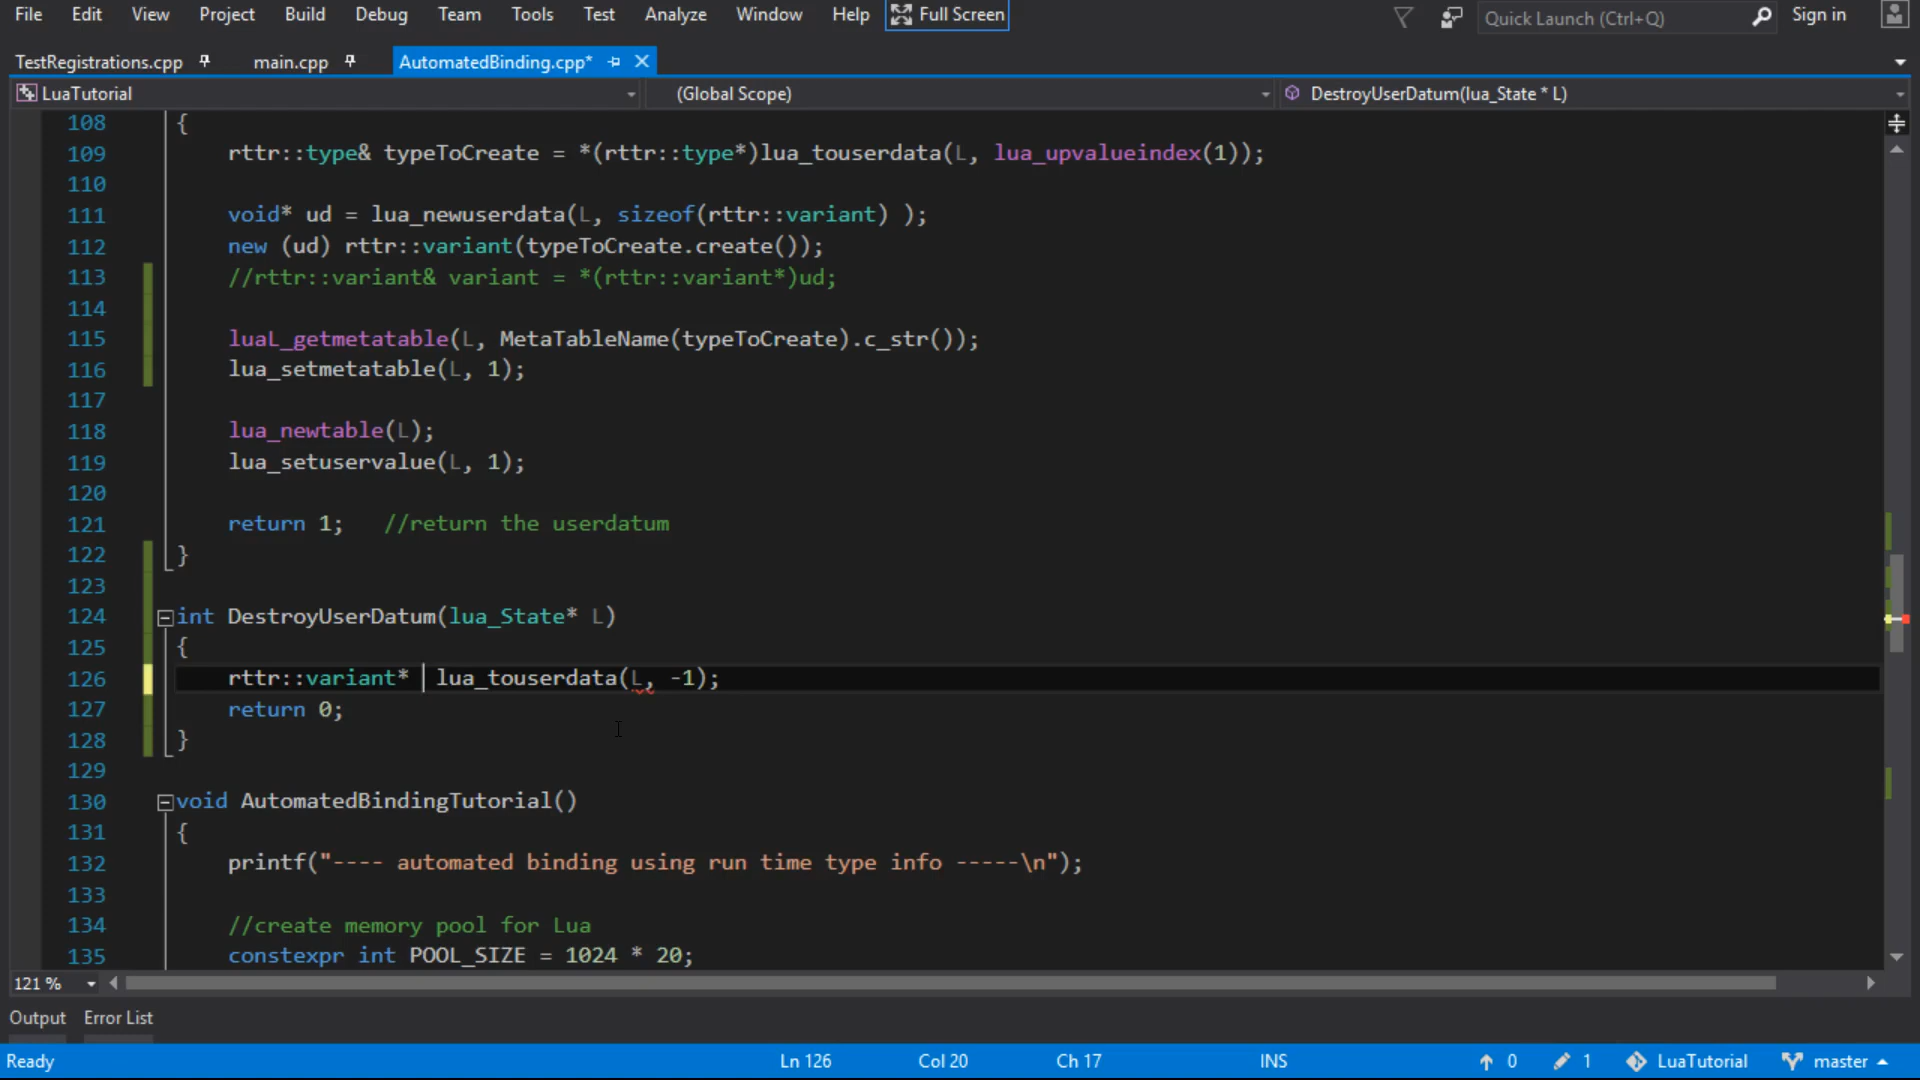 File Edit View Project Build Debug Team Tools Test Analyze Window Help Full Screen Quick Launch (Ctrl+Q) Sign in
TestRegistrations.cpp main.cpp AutomatedBinding.cpp*
LuaTutorial (Global Scope) DestroyUserDatum(lua_State * L)
108 {
109 rttr::type& typeToCreate = *(rttr::type*)lua_touserdata(L, lua_upvalueindex(1));
110
111 void* ud = lua_newuserdata(L, sizeof(rttr::variant) );
112 new (ud) rttr::variant(typeToCreate.create());
113 //rttr::variant& variant = *(rttr::variant*)ud;
114
115 luaL_getmetatable(L, MetaTableName(typeToCreate).c_str());
116 lua_setmetatable(L, 1);
117
118 lua_newtable(L);
119 lua_setuservalue(L, 1);
120
121 return 1; //return the userdatum
122 }
123
124 int DestroyUserDatum(lua_State* L)
125 {
126 rttr::variant* lua_touserdata(L, -1);
127 return 0;
128 }
129
130 void AutomatedBindingTutorial()
131 {
132 printf("---- automated binding using run time type info -----\n");
133
134 //create memory pool for Lua
135 constexpr int POOL_SIZE = 1024 * 20;
121 %
Output Error List
Ready Ln 126 Col 20 Ch 17 INS 0 1 LuaTutorial master